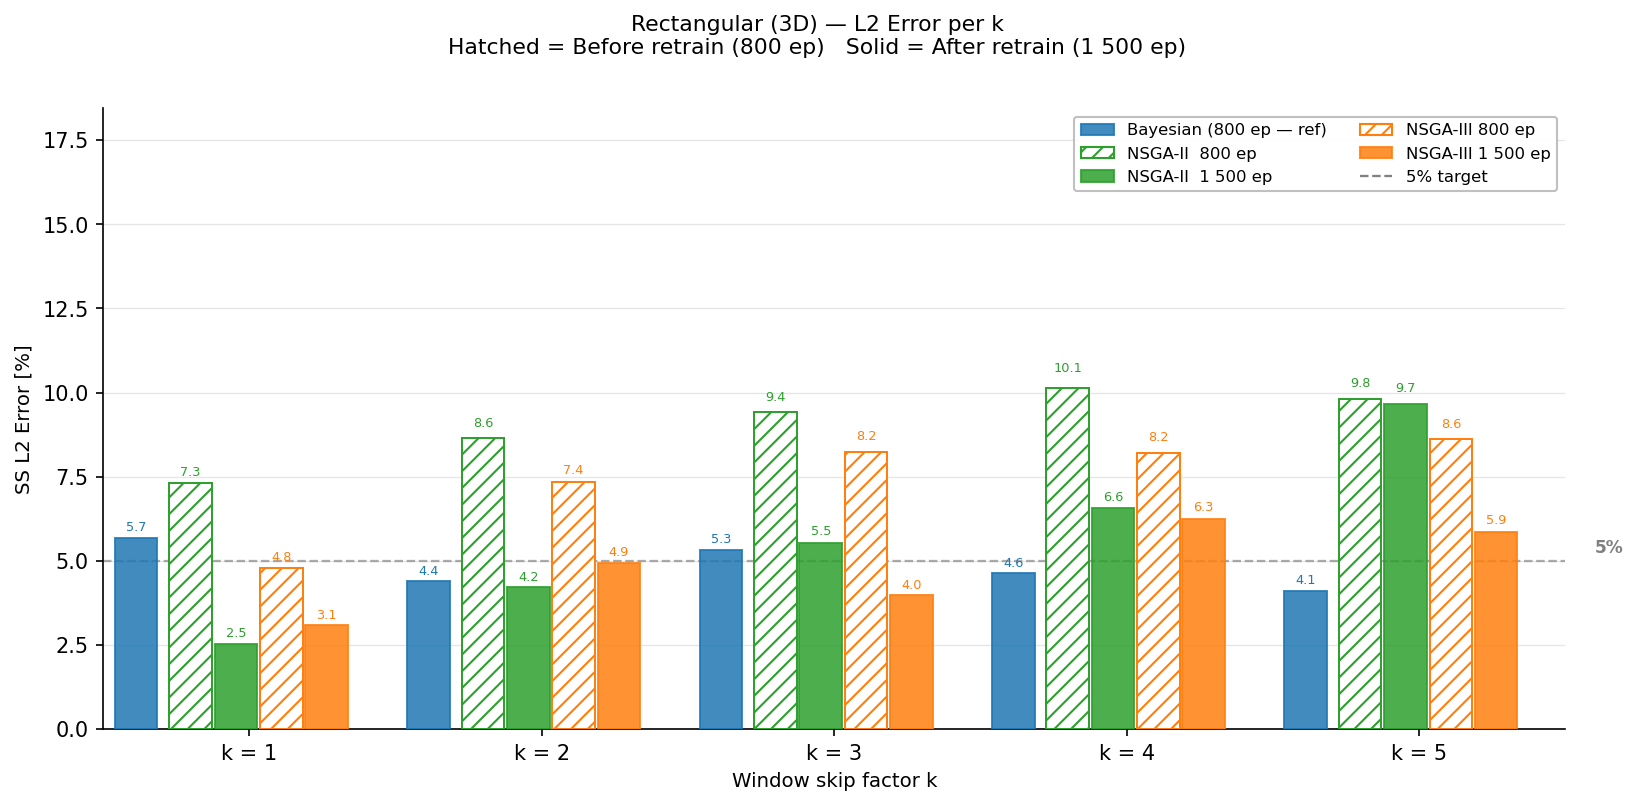 Rectangular (3D) — L2 Error per k
Hatched = Before retrain (800 ep)   Solid = After retrain (1 500 ep)
Bayesian (800 ep — ref)
NSGA-II  800 ep
NSGA-II  1 500 ep
NSGA-III 800 ep
NSGA-III 1 500 ep
5% target
SS L2 Error [%]
17.5
15.0
12.5
10.0
7.5
5.0
2.5
0.0
5.7
7.3
2.5
4.8
3.1
4.4
8.6
4.2
7.4
4.9
5.3
9.4
5.5
8.2
4.0
4.6
10.1
6.6
8.2
6.3
4.1
9.8
9.7
8.6
5.9
5%
k = 1
k = 2
k = 3
k = 4
k = 5
Window skip factor k